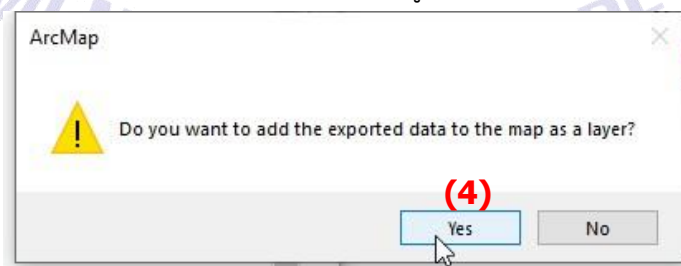 ArcMap
Do you want to add the exported data to the map as a layer?
(4)
Yes
No